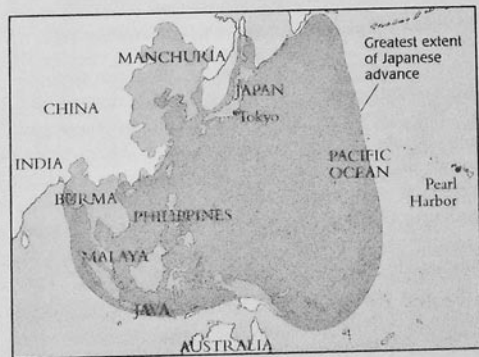 Greatest extent
of Japanese
advance
MANCHURIA
JAPAN
Tokyo
CHINA
INDIA
PACIFIC
OCEAN
Pearl
Harbor
BURMA
PHILIPPINES
MALAYA
JAVA
AUSTRALIA